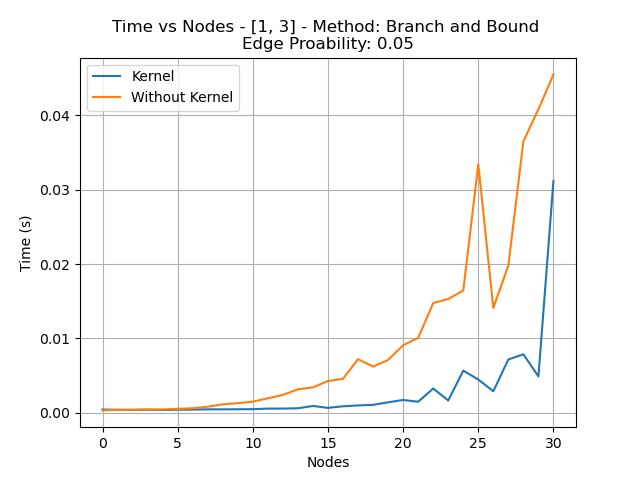 Time vs Nodes - [1, 3] - Method: Branch and Bound
Edge Proability: 0.05
Kernel
Without Kernel
0.04
0.03
0.02
0.01
0.00
Time (s)
0 5 10 15 20 25 30
Nodes